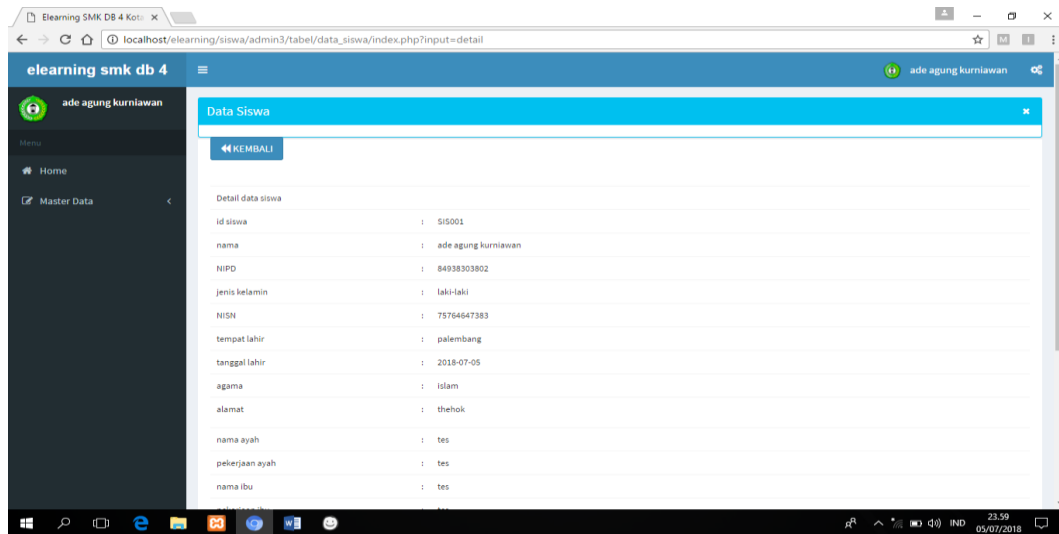 Elearning SMK DB 4 Kota
localhost/elearning/siswa/admin3/tabel/data_siswa/index.php?input=detail
elearning smk db 4
ade agung kurniawan
ade agung kurniawan
Data Siswa
Menu
KEMBALI
Home
Master Data
Detail data siswa
id siswa : SIS001
nama : ade agung kurniawan
NIPD : 84938303802
jenis kelamin : laki-laki
NISN : 75764647383
tempat lahir : palembang
tanggal lahir : 2018-07-05
agama : islam
alamat : thehok
nama ayah : tes
pekerjaan ayah : tes
nama ibu : tes
IND
23.59
05/07/2018